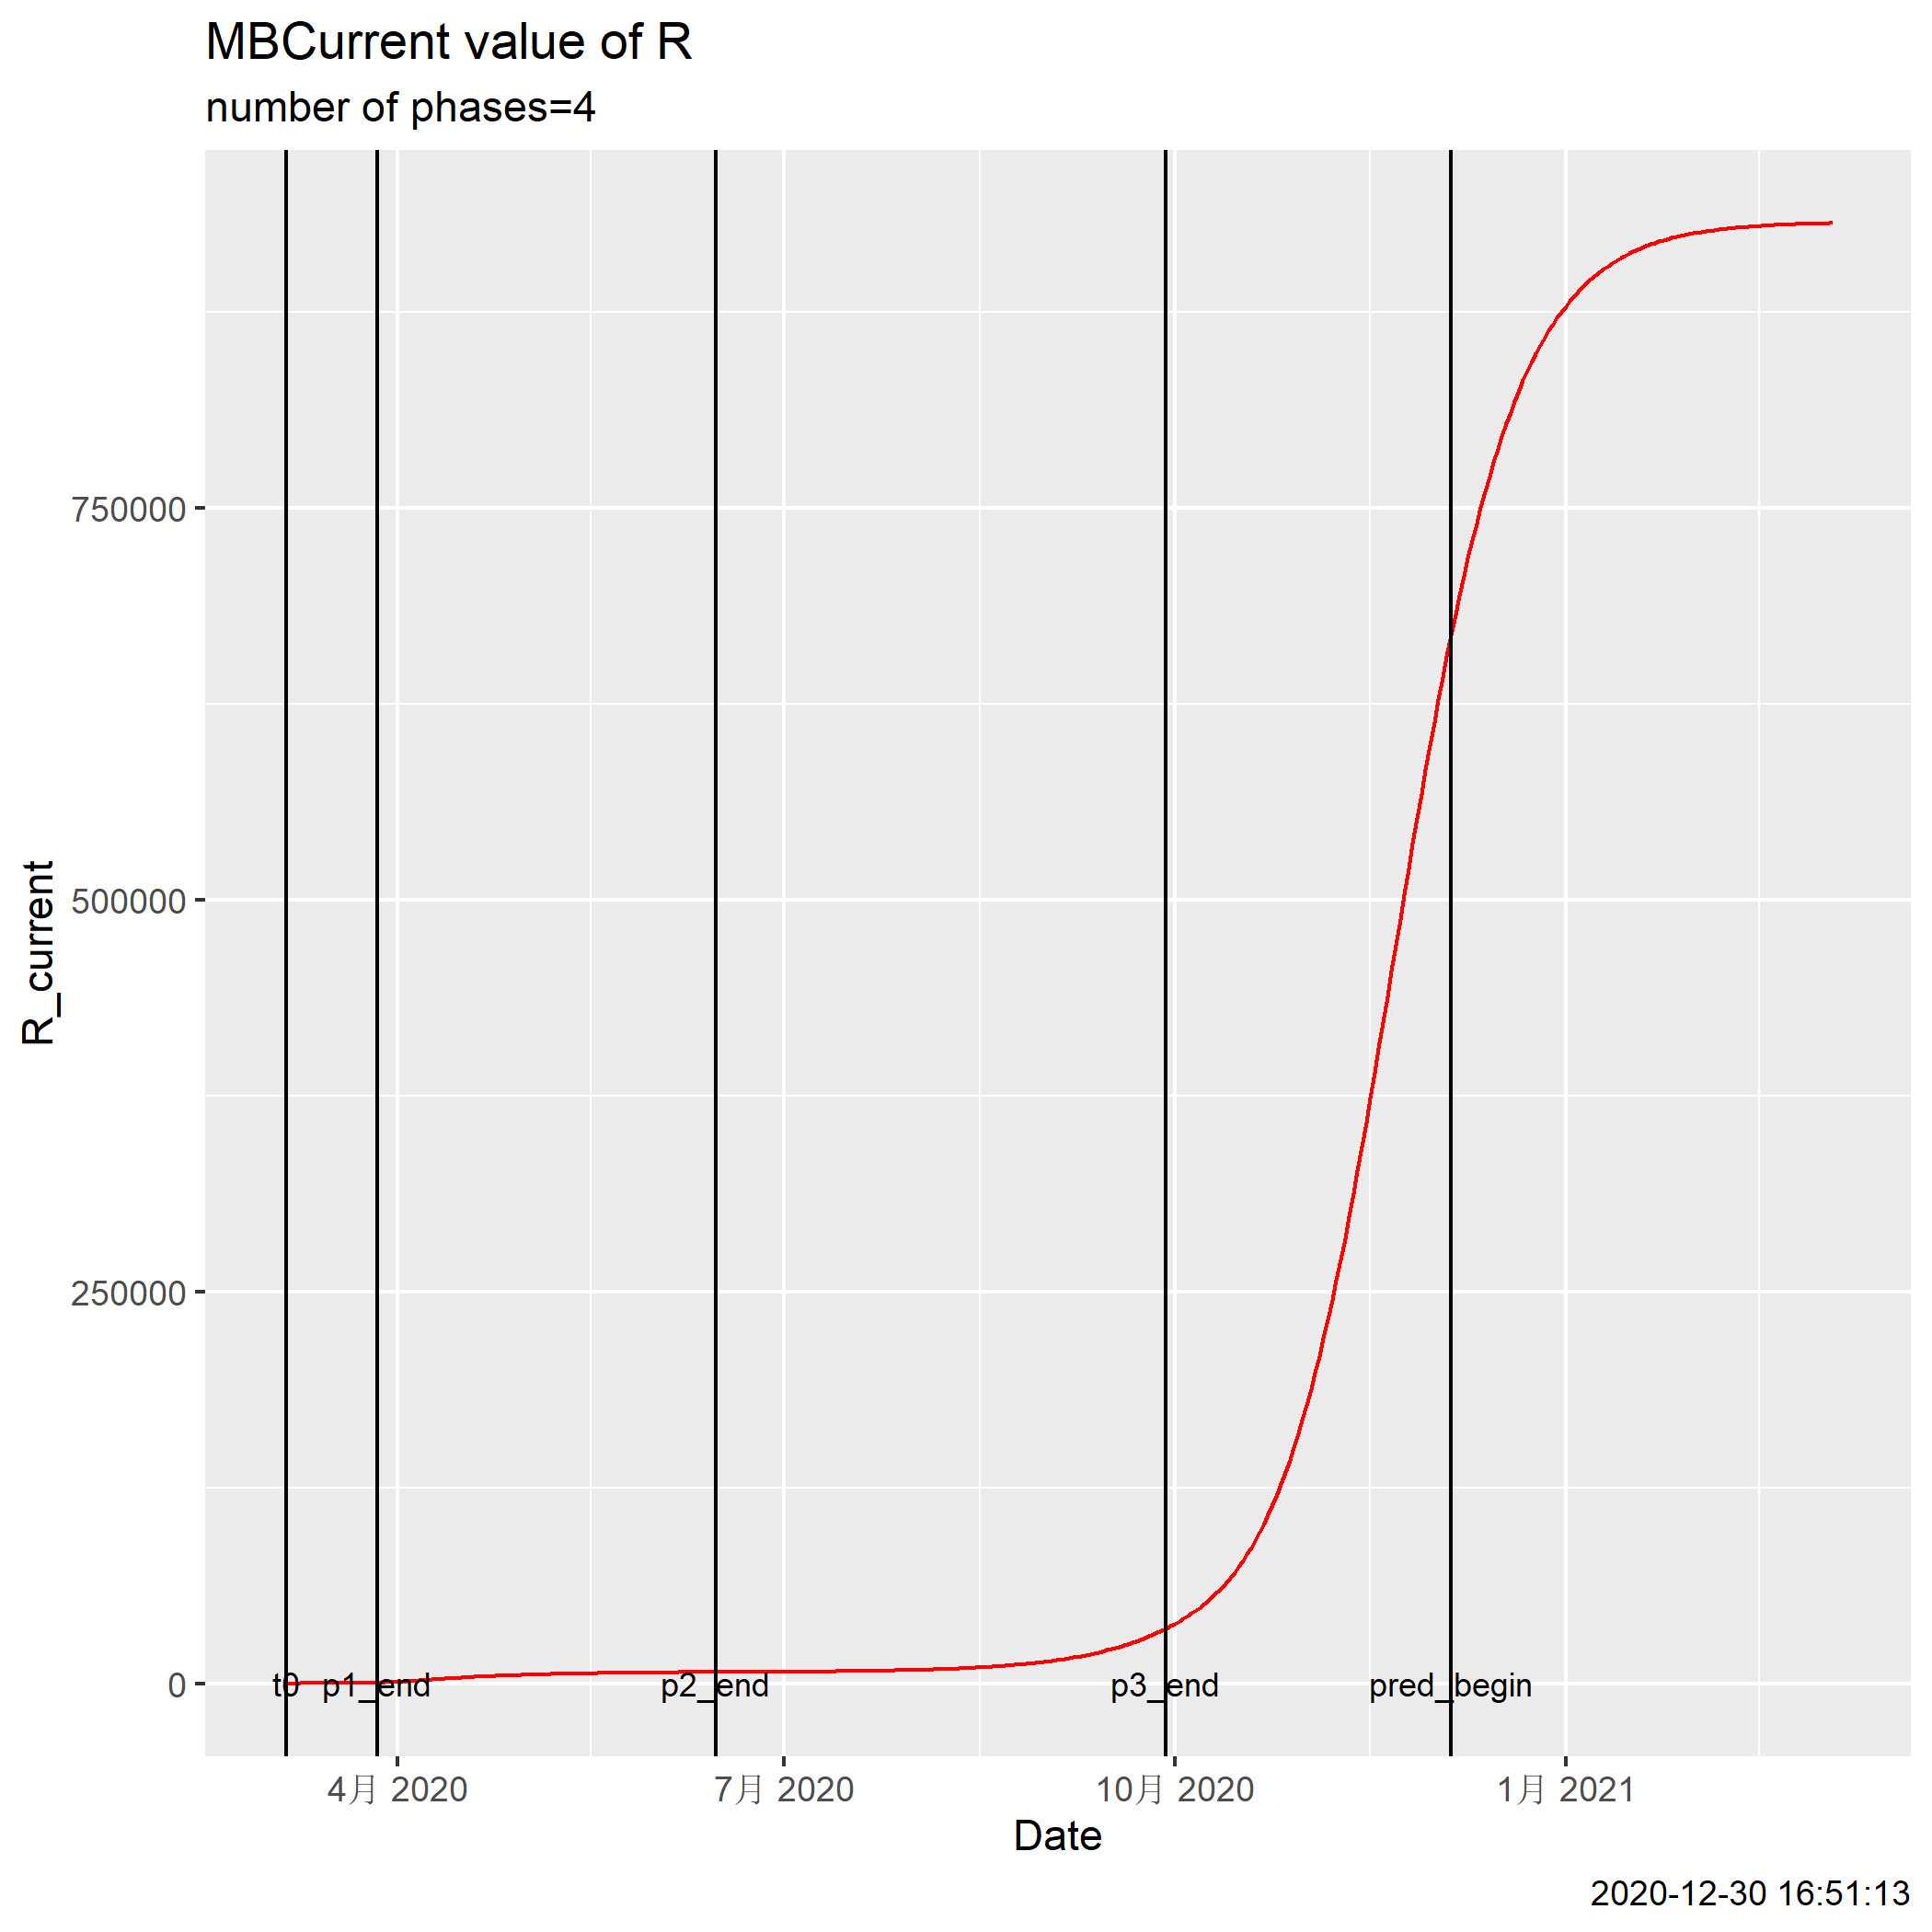 MBCurrent value of R
number of phases=4
R_current
750000
500000
250000
0
t0 p1_end p2_end p3_end pred_begin
4月 2020 7月 2020 10月 2020 1月 2021
Date
2020-12-30 16:51:13